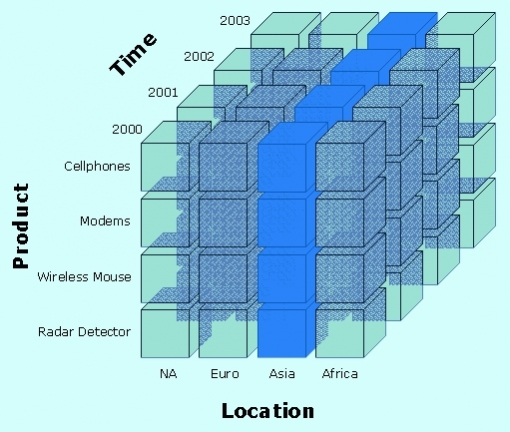 2003
Time
2002
2001
2000
Cellphones
Product
Modems
Wireless Mouse
Radar Detector
NA Euro Asia Africa
Location